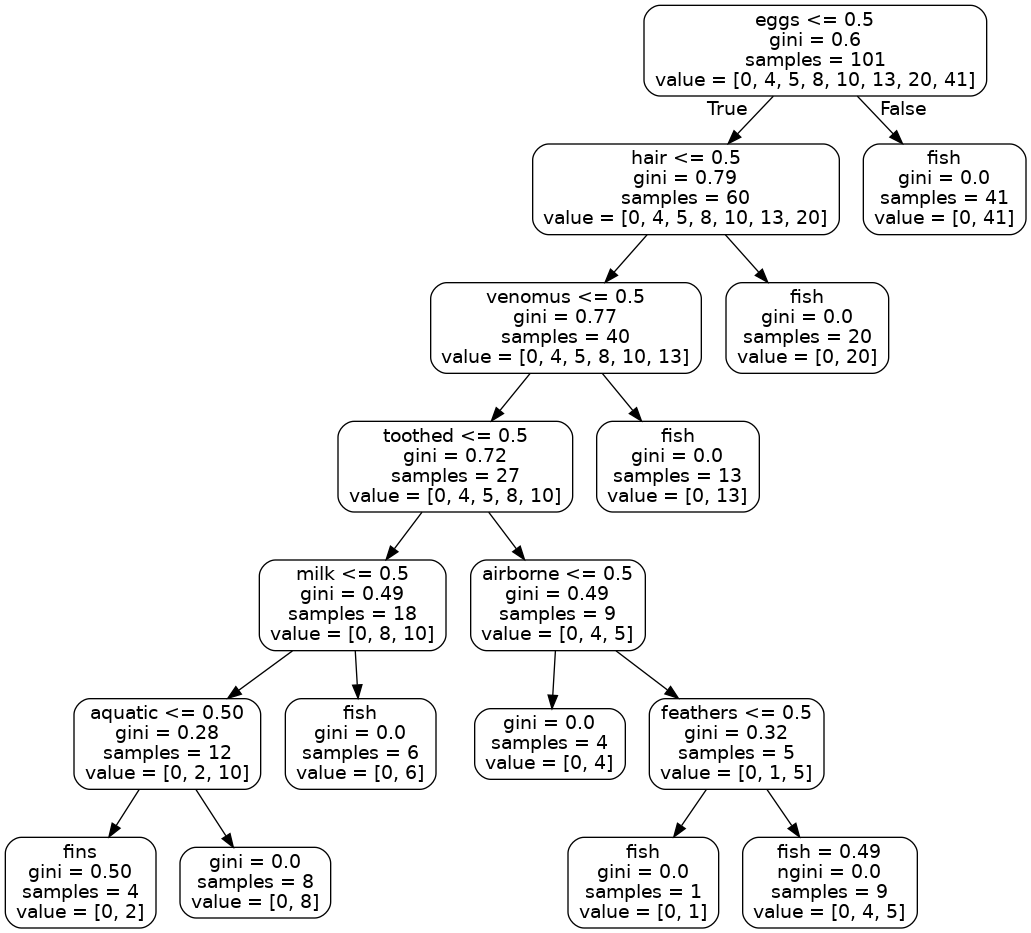 eggs <= 0.5
gini = 0.6
samples = 101
value = [0, 4, 5, 8, 10, 13, 20, 41]
True
False
hair <= 0.5
gini = 0.79
samples = 60
value = [0, 4, 5, 8, 10, 13, 20]
fish
gini = 0.0
samples = 41
value = [0, 41]
venomus <= 0.5
gini = 0.77
samples = 40
value = [0, 4, 5, 8, 10, 13]
fish
gini = 0.0
samples = 20
value = [0, 20]
toothed <= 0.5
gini = 0.72
samples = 27
value = [0, 4, 5, 8, 10]
fish
gini = 0.0
samples = 13
value = [0, 13]
milk <= 0.5
gini = 0.49
samples = 18
value = [0, 8, 10]
airborne <= 0.5
gini = 0.49
samples = 9
value = [0, 4, 5]
aquatic <= 0.50
gini = 0.28
samples = 12
value = [0, 2, 10]
fish
gini = 0.0
samples = 6
value = [0, 6]
gini = 0.0
samples = 4
value = [0, 4]
feathers <= 0.5
gini = 0.32
samples = 5
value = [0, 1, 5]
fins
gini = 0.50
samples = 4
value = [0, 2]
gini = 0.0
samples = 8
value = [0, 8]
fish
gini = 0.0
samples = 1
value = [0, 1]
fish = 0.49
ngini = 0.0
samples = 9
value = [0, 4, 5]